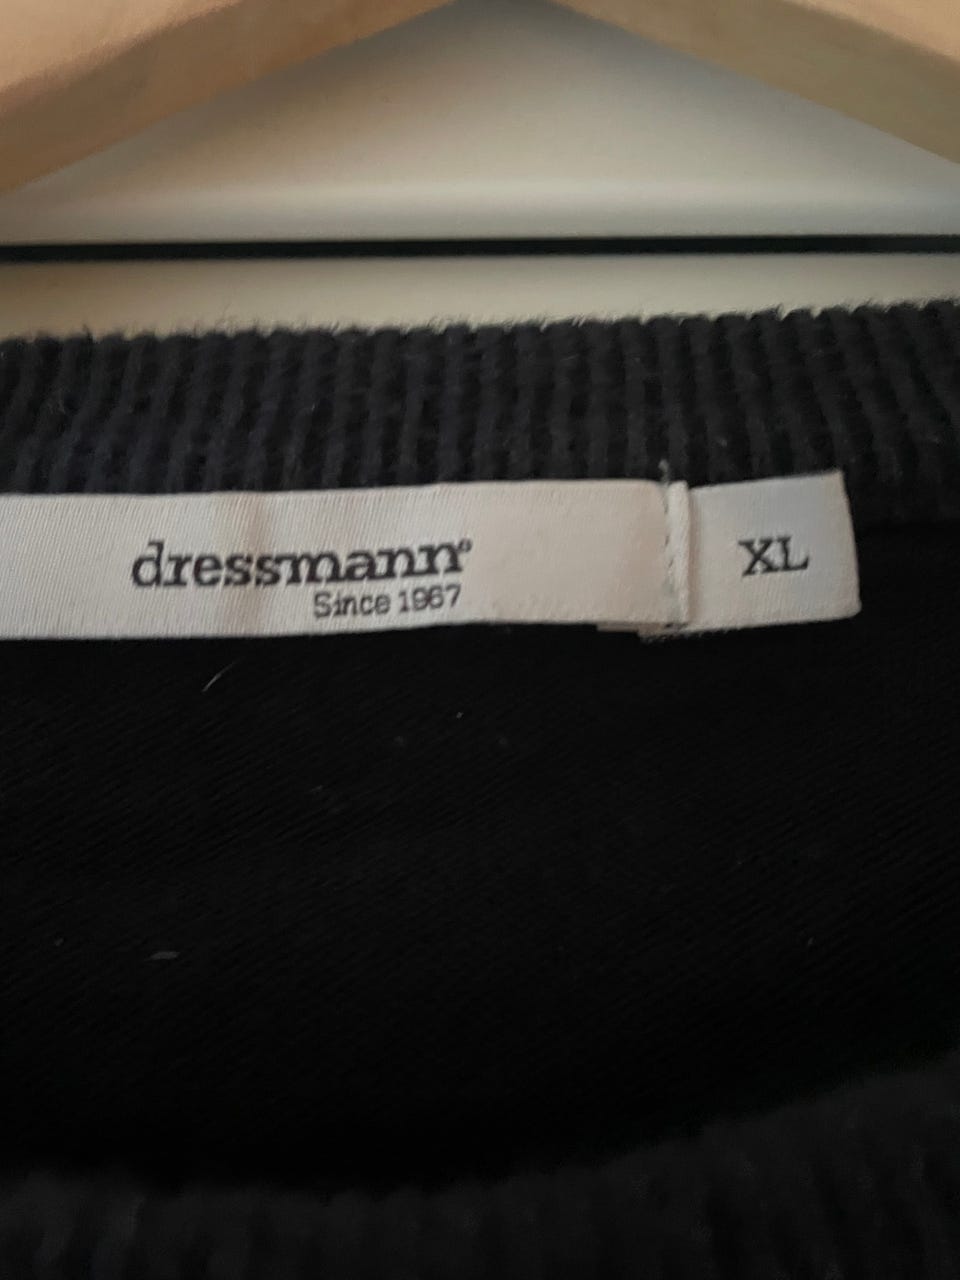 dressmann®
Since 1967
XL